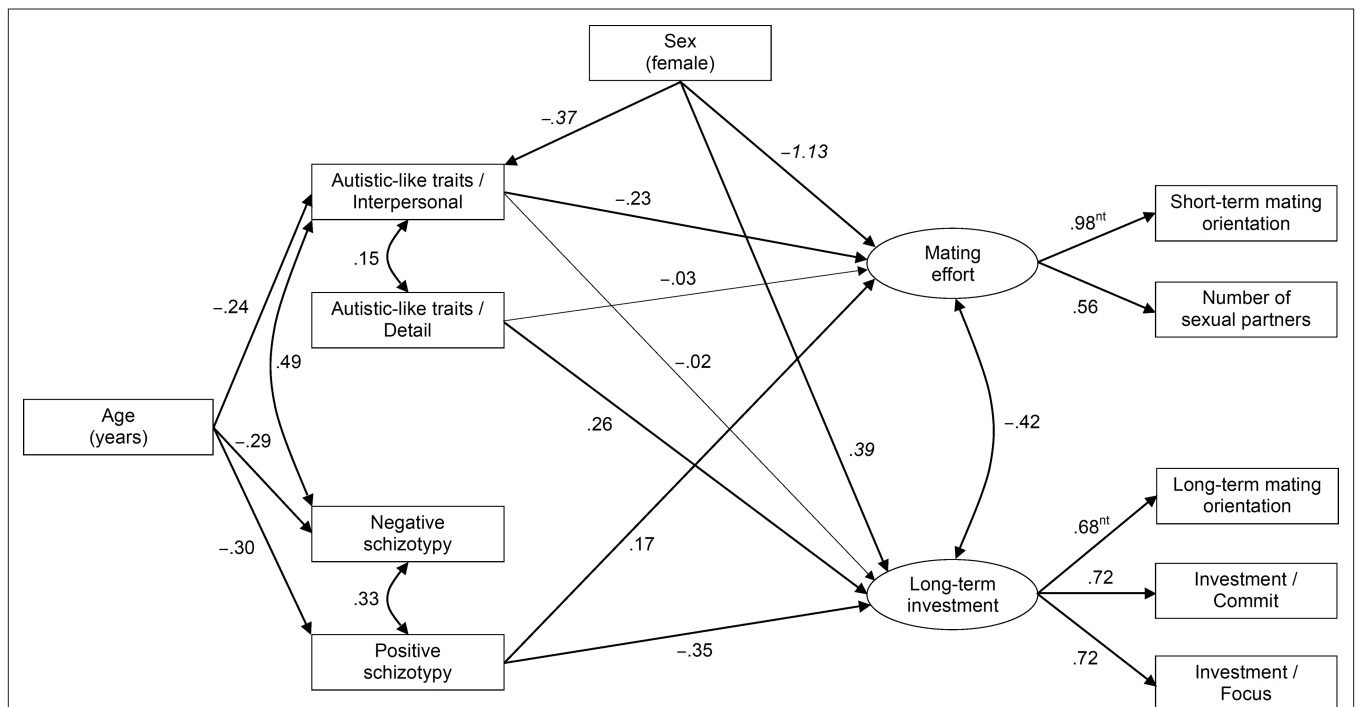 Sex
(female)
–.37
–1.13
Autistic-like traits /
Interpersonal
–.23
Short-term mating
orientation
.98nt
Mating
effort
.15
–.03
Autistic-like traits /
Detail
Number of
sexual partners
.56
–.24
.49
–.02
Age
(years)
–.29
.26
.39
–.42
Long-term mating
orientation
.68nt
Negative
schizotypy
–.30
.17
Long-term
investment
.72
Investment /
Commit
.33
Positive
schizotypy
–.35
.72
Investment /
Focus